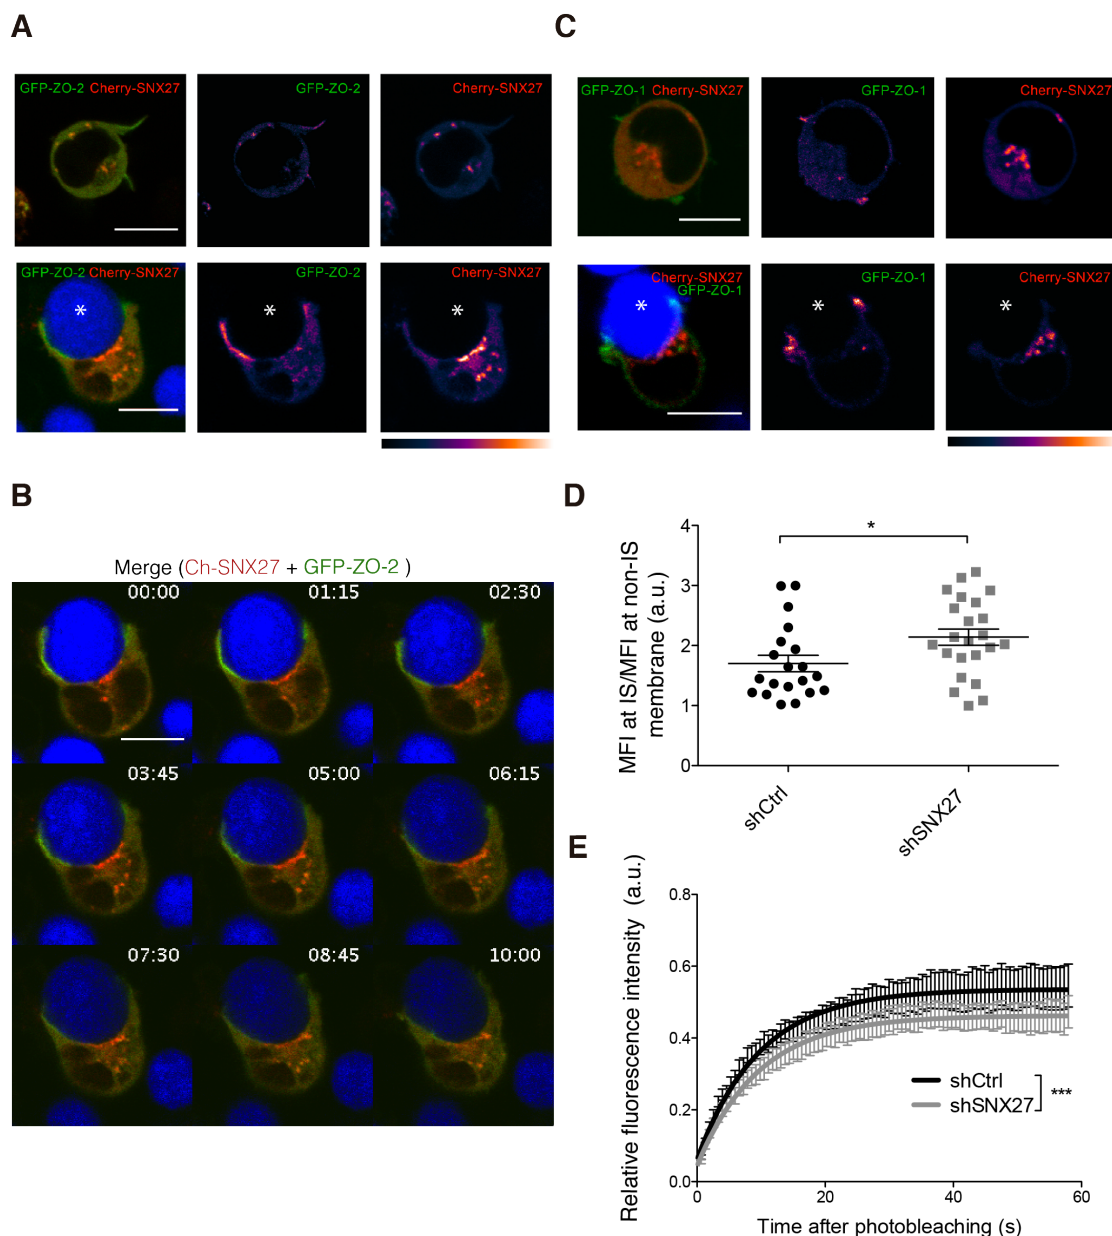 A
C
GFP-ZO-2 Cherry-SNX27
GFP-ZO-2
Cherry-SNX27
GFP-ZO-1 Cherry-SNX27
GFP-ZO-1
Cherry-SNX27
GFP-ZO-2 Cherry-SNX27
*
GFP-ZO-2
*
Cherry-SNX27
*
Cherry-SNX27
GFP-ZO-1
*
GFP-ZO-1
*
Cherry-SNX27
*
B
Merge (Ch-SNX27 + GFP-ZO-2 )
00:00
01:15
02:30
03:45
05:00
06:15
07:30
08:45
10:00
D
MFI at IS/MFI at non-IS
membrane (a.u.)
4
3
2
1
0
*
shCtrl
shSNX27
E
Relative fluorescence intensity (a.u.)
0.8
0.6
0.4
0.2
0.0
shCtrl
shSNX27
***
0
20
40
60
Time after photobleaching (s)